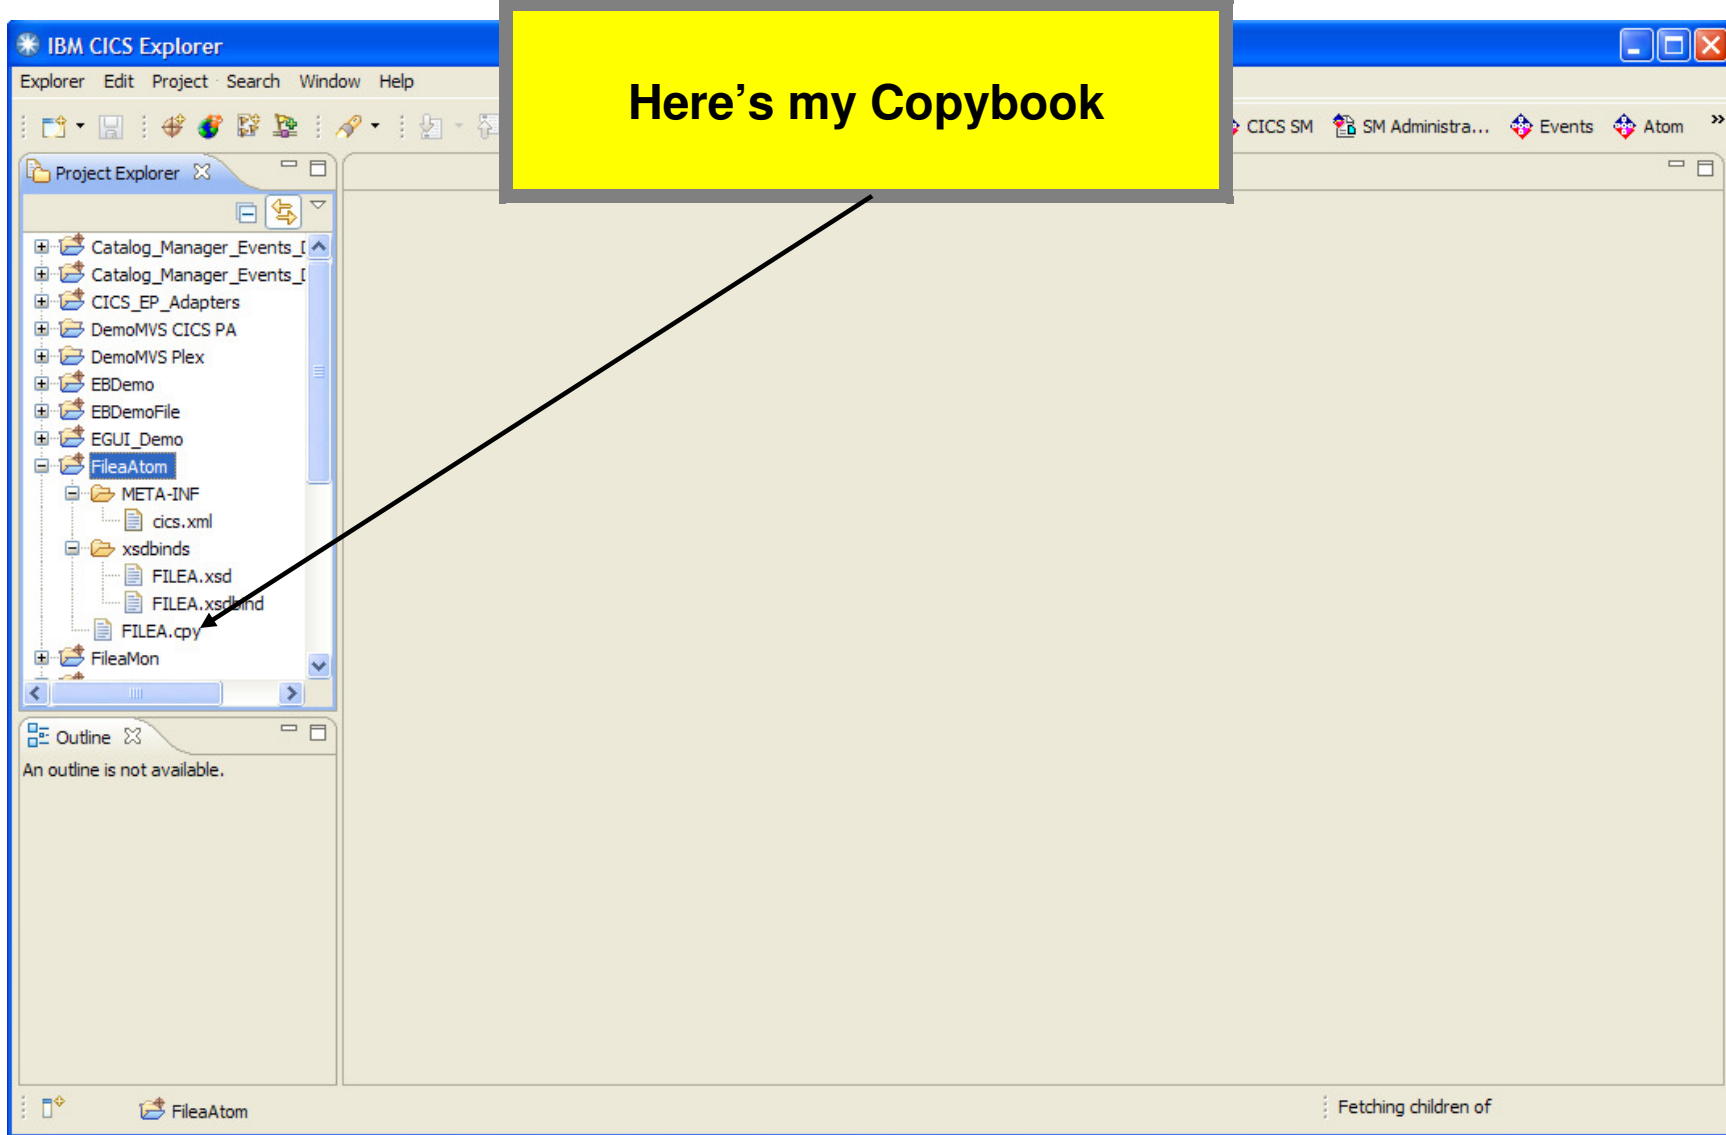 IBM CICS Explorer
Here's my Copybook
Explorer Edit Project Search Window Help
CICS SM SM Administra... Events Atom »
Project Explorer
Catalog_Manager_Events_
Catalog_Manager_Events_
CICS_EP_Adapters
DemoMVS CICS PA
DemoMVS Plex
EBDemo
EBDemoFile
EGUI_Demo
FileaAtom
META-INF
cics.xml
xsdbinds
FILEA.xsd
FILEA.xsdbind
FILEA.cpy
FileaMon
Outline
An outline is not available.
FileaAtom
Fetching children of